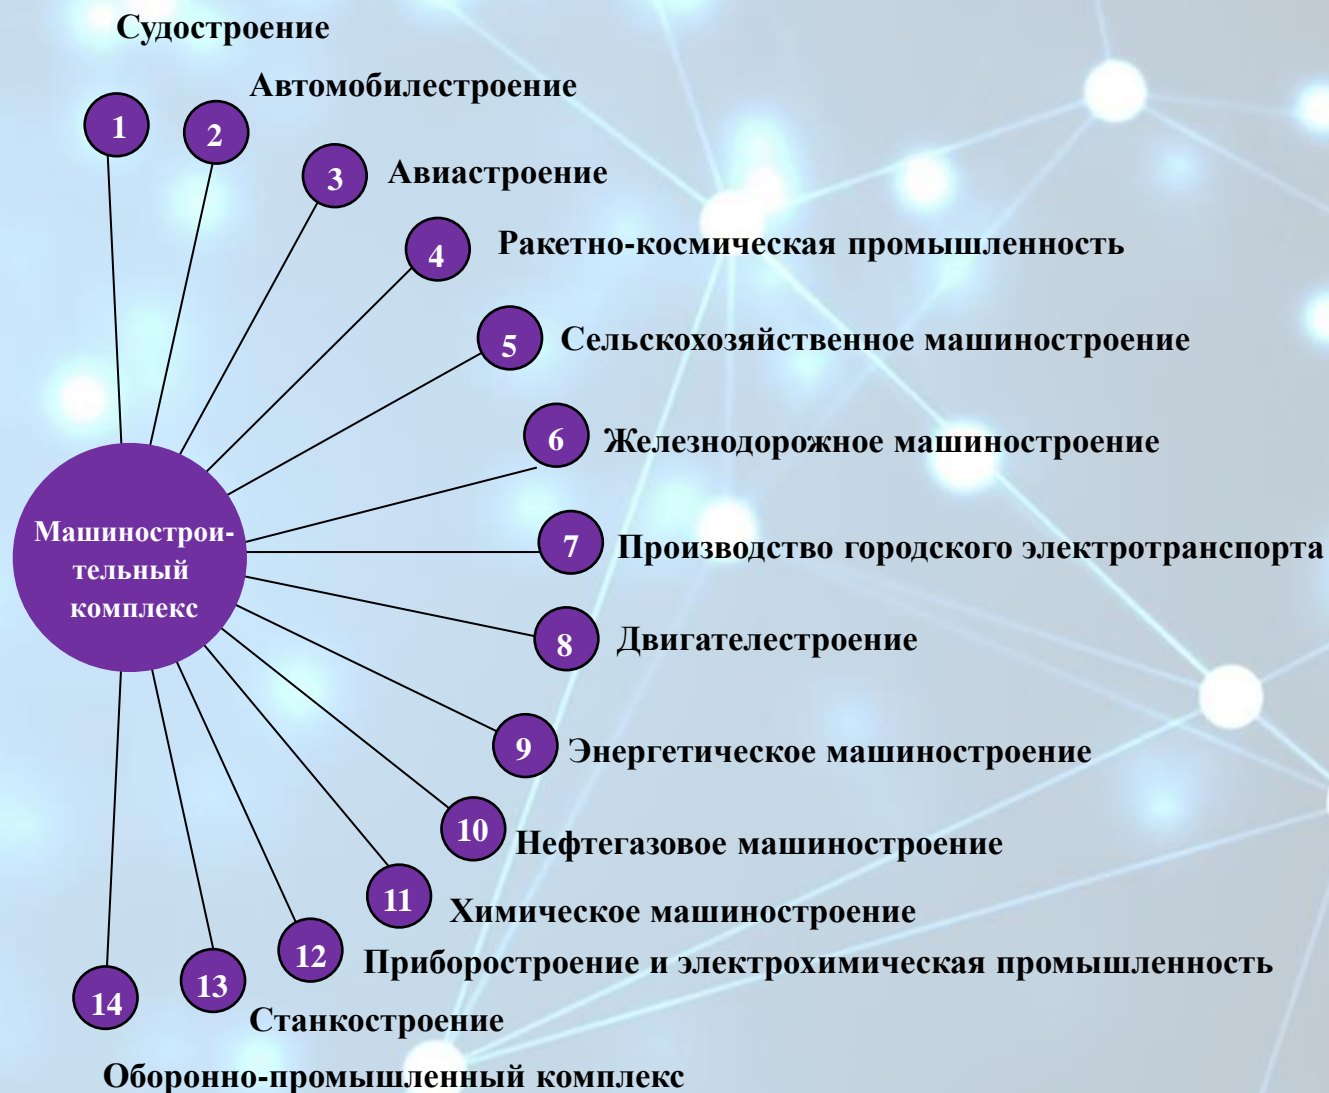 Судостроение
Автомобилестроение
1
2
3
Авиастроение
4
Ракетно-космическая промышленность
5
Сельскохозяйственное машиностроение
6
Железнодорожное машиностроение
Машинострои-
тельный
комплекс
7
Производство городского электротранспорта
8
Двигателестроение
9
Энергетическое машиностроение
10
Нефтегазовое машиностроение
11
Химическое машиностроение
12
Приборостроение и электрохимическая промышленность
13
Станкостроение
14
Оборонно-промышленный комплекс